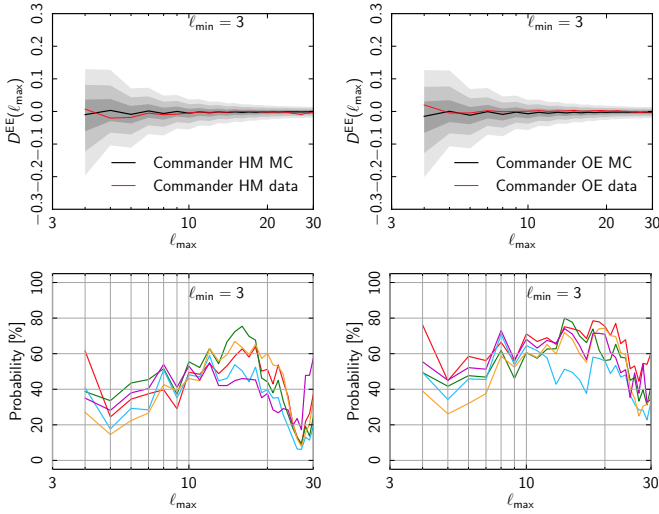 ℓmin = 3
D^EE(ℓmax)
0.3
0.2
0.1
0.0
−0.1
−0.2
−0.3
Commander HM MC
Commander HM data
3
10
30
ℓmax
ℓmin = 3
D^EE(ℓmax)
0.3
0.2
0.1
0.0
−0.1
−0.2
−0.3
Commander OE MC
Commander OE data
3
10
30
ℓmax
ℓmin = 3
Probability [%]
100
80
60
40
20
0
3
10
30
ℓmax
ℓmin = 3
Probability [%]
100
80
60
40
20
0
3
10
30
ℓmax